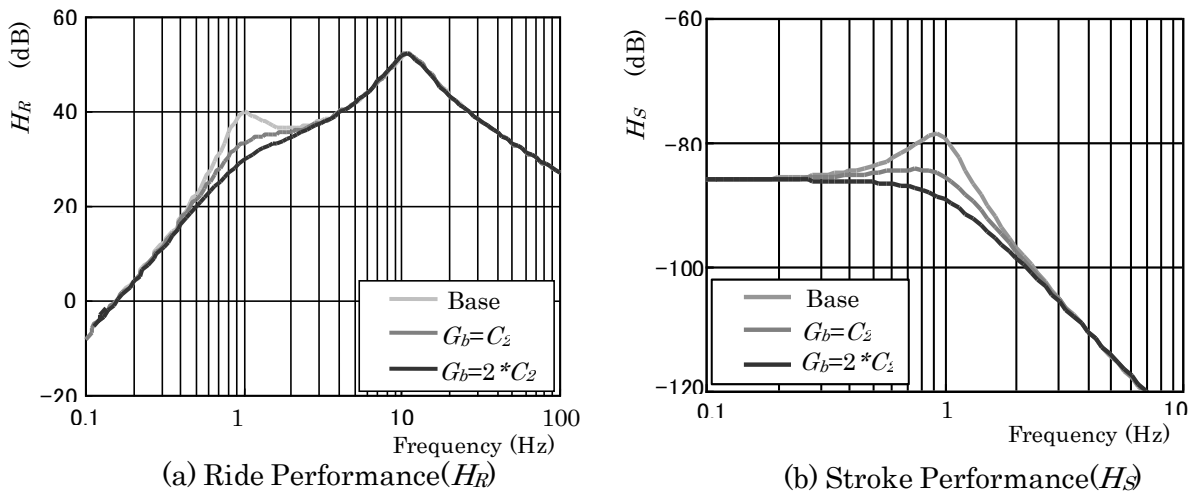 60
40
20
0
−20
(dB)
H_R
0.1
1
10
100
Frequency (Hz)
Base
G_b=C_2
G_b=2*C_2
(a) Ride Performance(H_R)
−60
−80
−100
−120
(dB)
H_S
0.1
1
10
Frequency (Hz)
Base
G_b=C_2
G_b=2*C_2
(b) Stroke Performance(H_S)